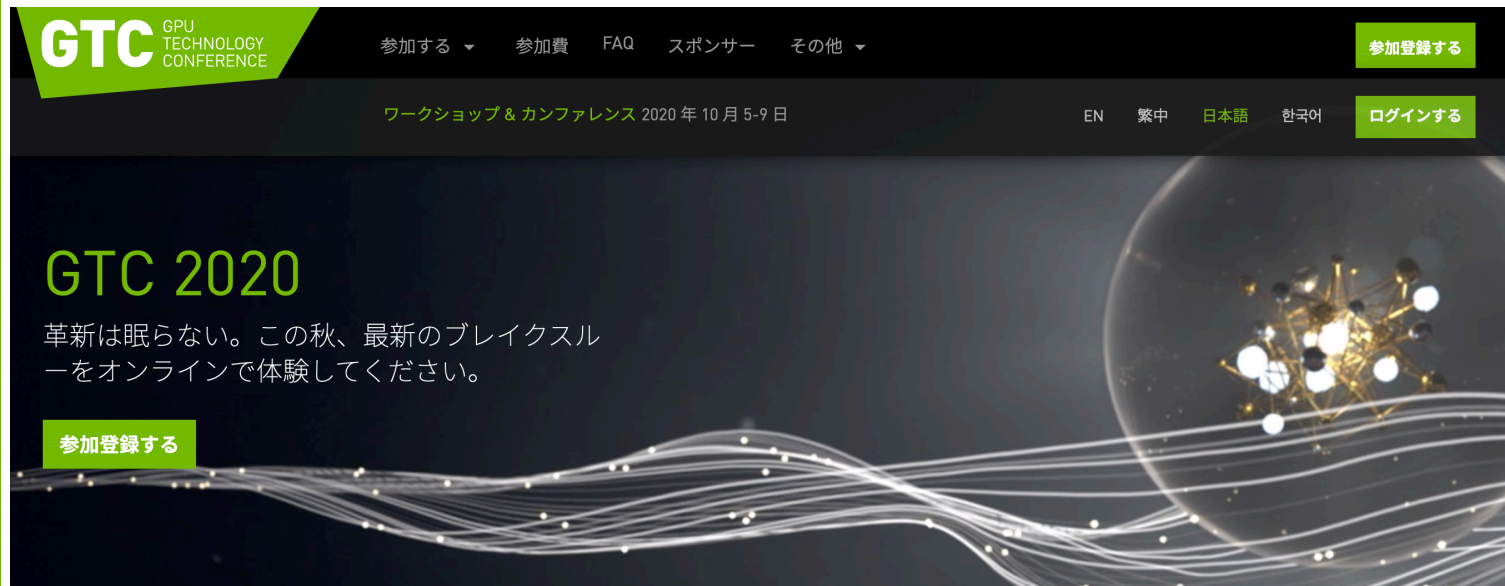 GTC GPU
TECHNOLOGY
CONFERENCE
参加する 参加費 FAQ スポンサー その他
参加登録する
ワークショップ & カンファレンス 2020 年 10 月 5-9 日
EN 繁中 日本語 한국어
ログインする
GTC 2020
革新は眠らない。この秋、最新のブレイクスル
ーをオンラインで体験してください。
参加登録する